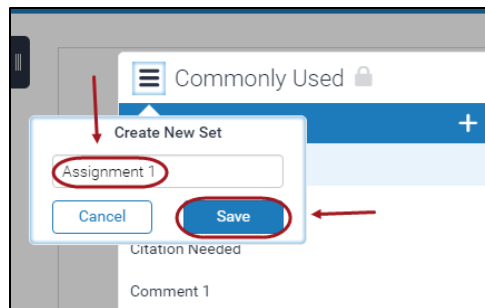 Commonly Used
Create New Set
Assignment 1
Cancel
Save
Citation Needed
Comment 1